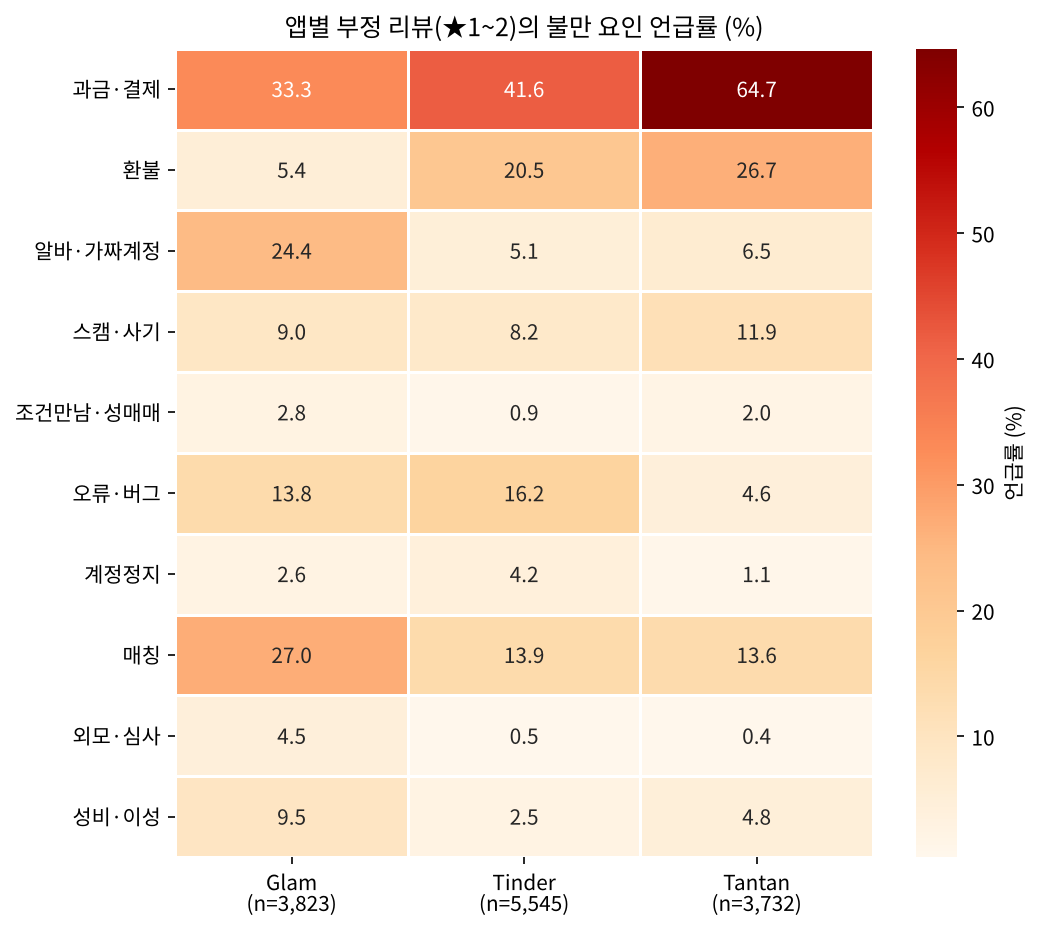 앱별 부정 리뷰(★1~2)의 불만 요인 언급률 (%)
과금·결제 33.3 41.6 64.7
환불 5.4 20.5 26.7
알바·가짜계정 24.4 5.1 6.5
스캠·사기 9.0 8.2 11.9
조건만남·성매매 2.8 0.9 2.0
오류·버그 13.8 16.2 4.6
계정정지 2.6 4.2 1.1
매칭 27.0 13.9 13.6
외모·심사 4.5 0.5 0.4
성비·이성 9.5 2.5 4.8
Glam Tinder Tantan
(n=3,823) (n=5,545) (n=3,732)
60
50
40
30
20
10
언급률 (%)